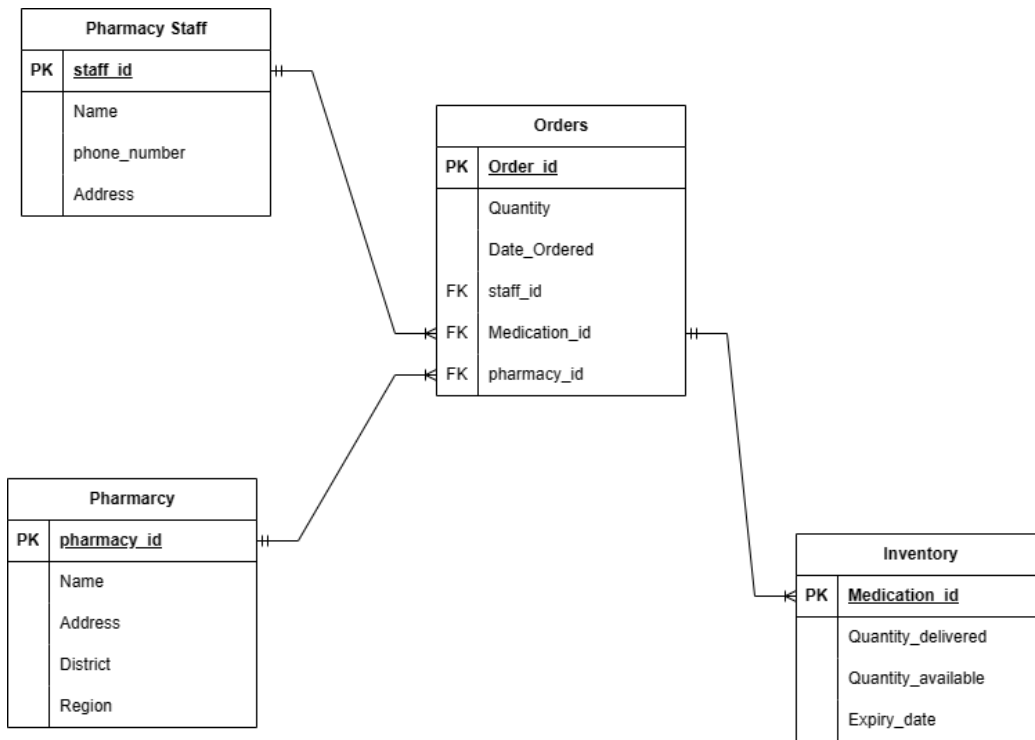 Pharmacy Staff
PK staff_id
Name
phone_number
Address
Orders
PK Order_id
Quantity
Date_Ordered
FK staff_id
FK Medication_id
FK pharmacy_id
Pharmarcy
PK pharmacy_id
Name
Address
District
Region
Inventory
PK Medication_id
Quantity_delivered
Quantity_available
Expiry_date